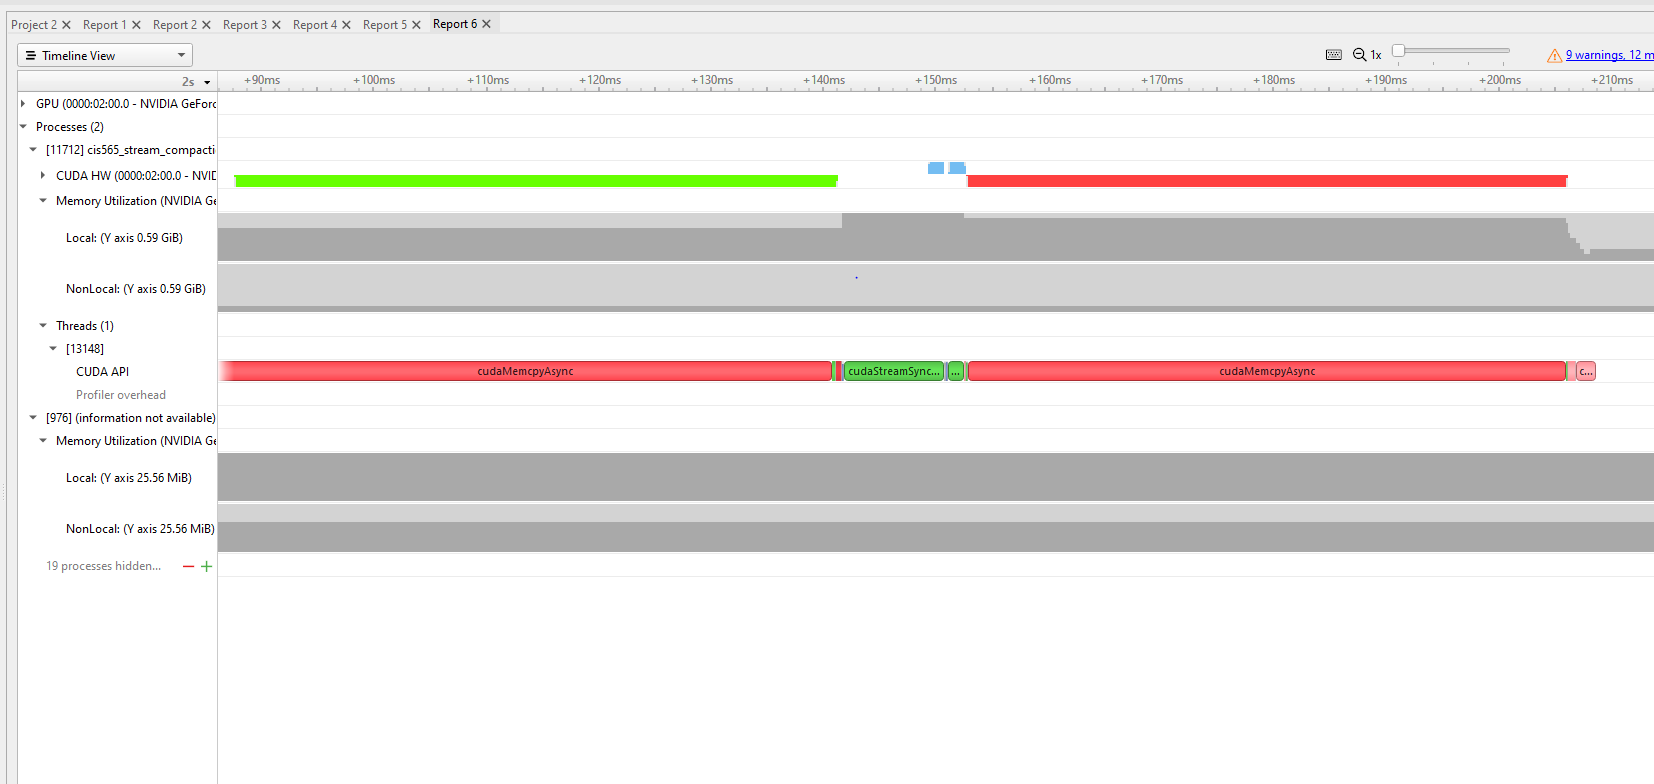 Project 2 Report 1 Report 2 Report 3 Report 4 Report 5 Report 6
Timeline View 1x 9 warnings, 12 m
2s +90ms +100ms +110ms +120ms +130ms +140ms +150ms +160ms +170ms +180ms +190ms +200ms +210ms
GPU (0000:02:00.0 - NVIDIA GeForc
Processes (2)
[11712] cis565_stream_compacti
CUDA HW (0000:02:00.0 - NVID
Memory Utilization (NVIDIA Ge
Local: (Y axis 0.59 GiB)
NonLocal: (Y axis 0.59 GiB)
Threads (1)
[13148]
CUDA API cudaMemcpyAsync cudaStreamSync... ... cudaMemcpyAsync c...
Profiler overhead
[976] (information not available)
Memory Utilization (NVIDIA Ge
Local: (Y axis 25.56 MiB)
NonLocal: (Y axis 25.56 MiB)
19 processes hidden...